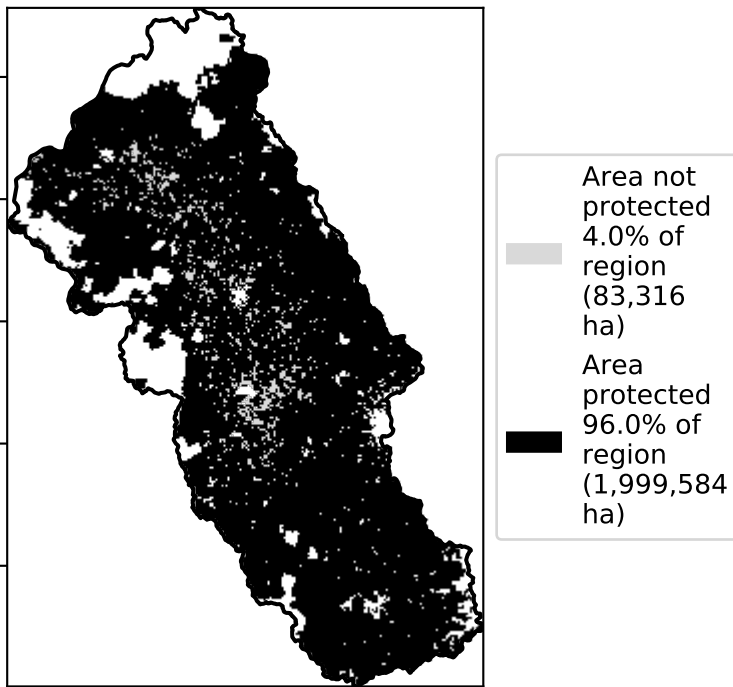 Area not
protected
4.0% of
region
(83,316
ha)
Area
protected
96.0% of
region
(1,999,584
ha)